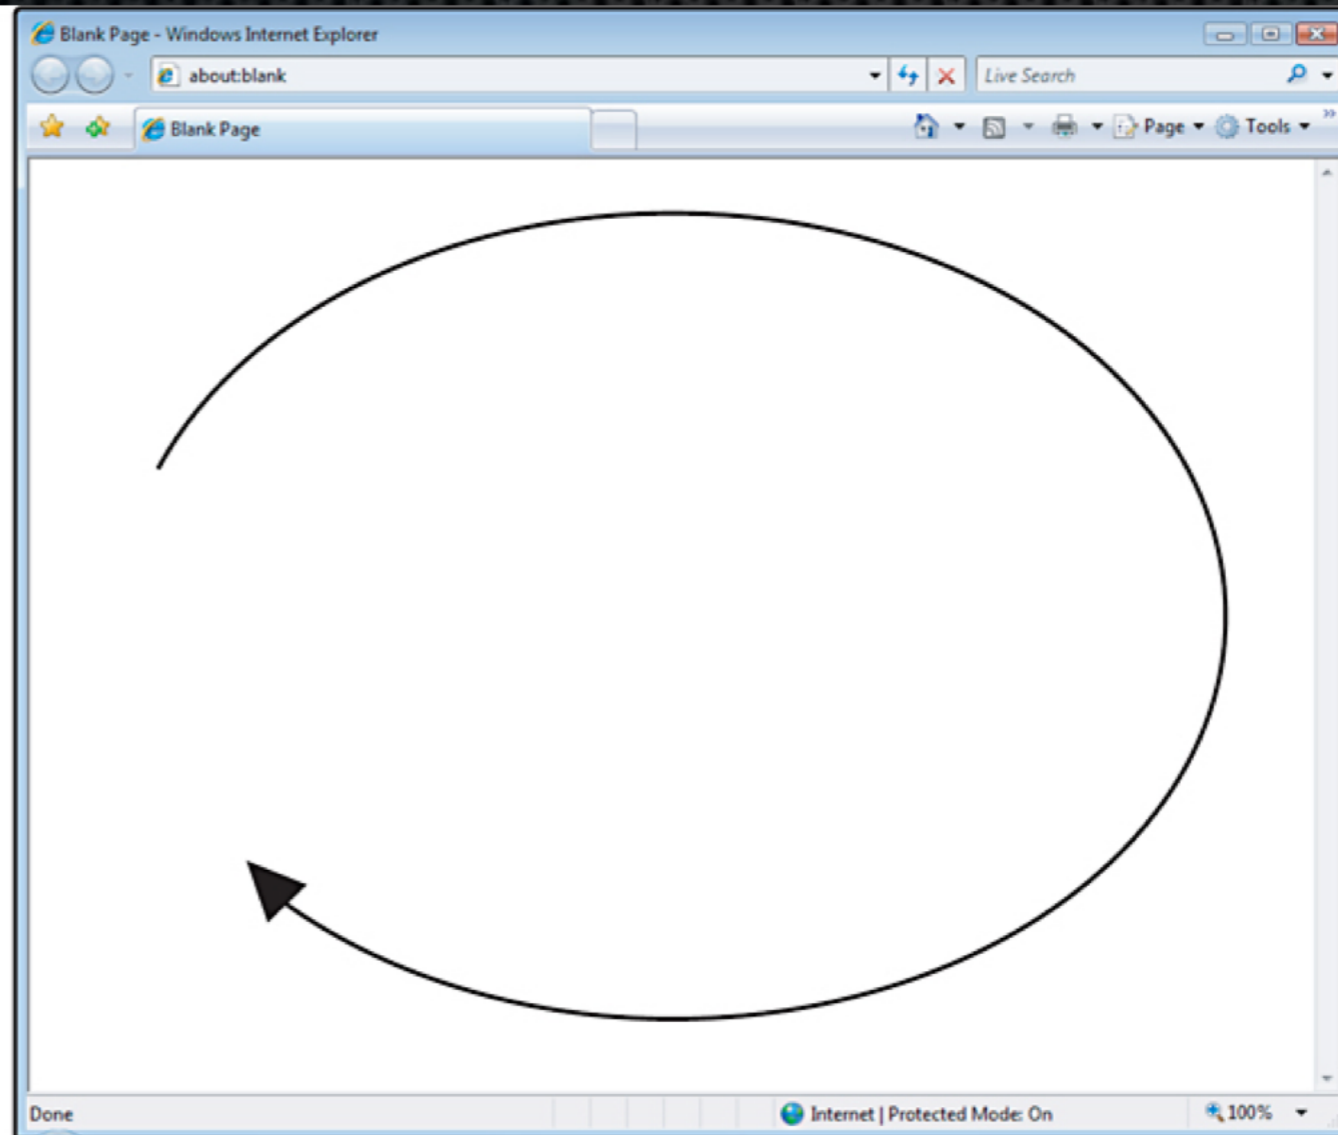 Blank Page - Windows Internet Explorer
about:blank
Live Search
Blank Page
Page
Tools
Done
Internet | Protected Mode: On
100%